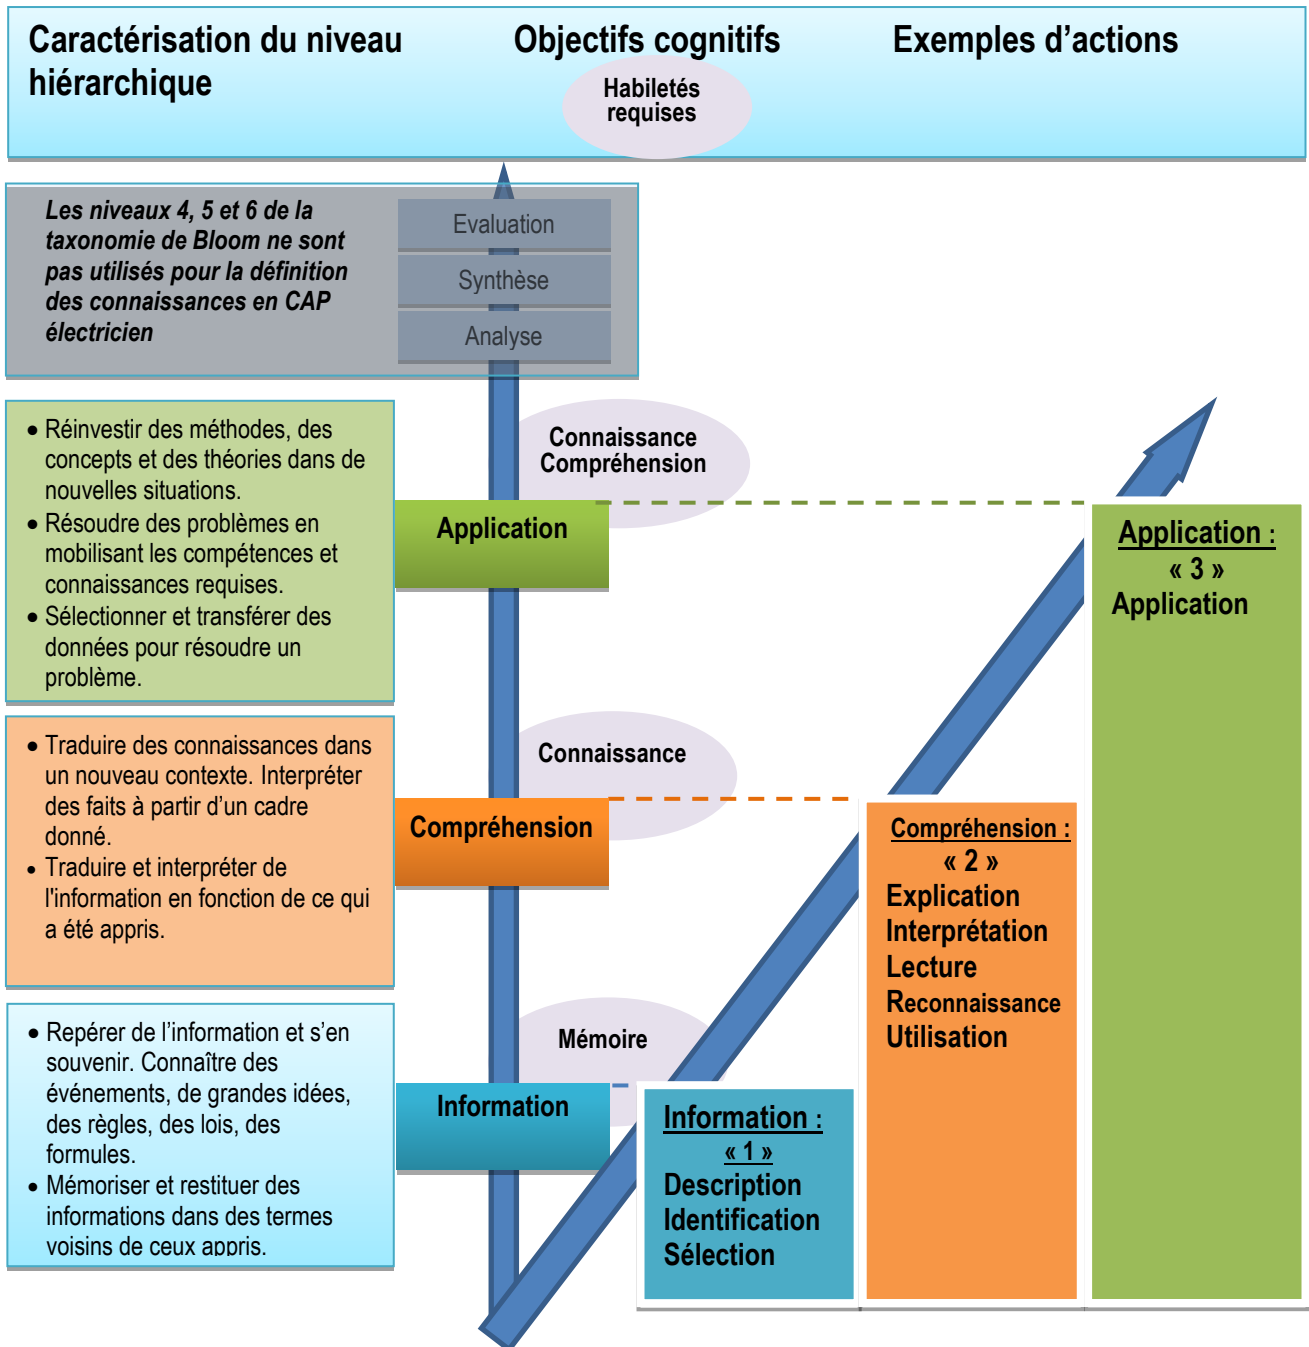 Caractérisation du niveau
hiérarchique
Objectifs cognitifs
Exemples d’actions
Habiletés
requises
Les niveaux 4, 5 et 6 de la
taxonomie de Bloom ne sont
pas utilisés pour la définition
des connaissances en CAP
électricien
Evaluation
Synthèse
Analyse
• Réinvestir des méthodes, des
concepts et des théories dans de
nouvelles situations.
• Résoudre des problèmes en
mobilisant les compétences et
connaissances requises.
• Sélectionner et transférer des
données pour résoudre un
problème.
Connaissance
Compréhension
Application
Application :
« 3 »
Application
• Traduire des connaissances dans
un nouveau contexte. Interpréter
des faits à partir d’un cadre
donné.
• Traduire et interpréter de
l'information en fonction de ce qui
a été appris.
Connaissance
Compréhension
Compréhension :
« 2 »
Explication
Interprétation
Lecture
Reconnaissance
Utilisation
• Repérer de l’information et s’en
souvenir. Connaître des
événements, de grandes idées,
des règles, des lois, des
formules.
• Mémoriser et restituer des
informations dans des termes
voisins de ceux appris.
Mémoire
Information
Information :
« 1 »
Description
Identification
Sélection